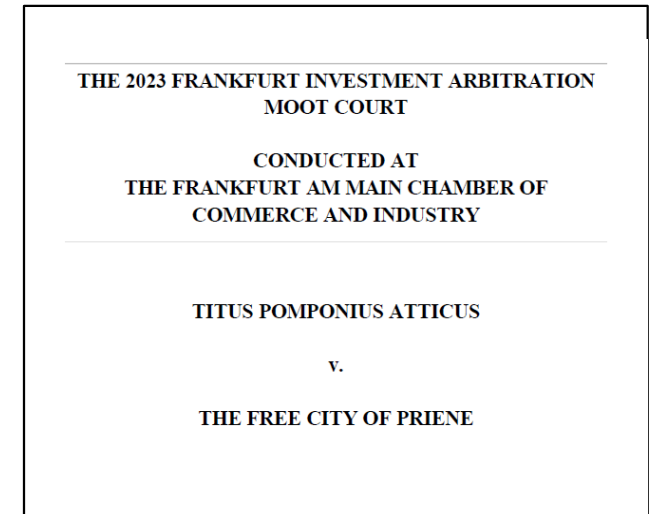 THE 2023 FRANKFURT INVESTMENT ARBITRATION
MOOT COURT
CONDUCTED AT
THE FRANKFURT AM MAIN CHAMBER OF
COMMERCE AND INDUSTRY
TITUS POMPONIUS ATTICUS
v.
THE FREE CITY OF PRIENE